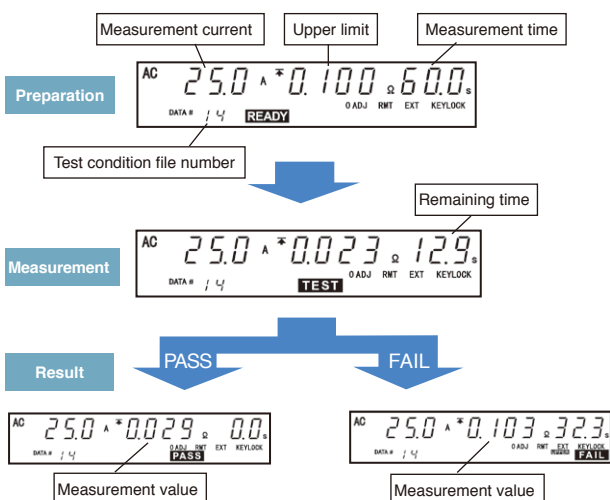 Measurement current
Upper limit
Measurement time
Preparation
AC 25.0 A 0.100 Ω 60.0 s
0 ADJ RMT EXT KEYLOCK
DATA # 14 READY
Test condition file number
Remaining time
Measurement
AC 25.0 A 0.023 Ω 12.9 s
0 ADJ RMT EXT KEYLOCK
DATA # 14 TEST
Result
PASS
FAIL
AC 25.0 A 0.029 Ω 0.0 s
0 ADJ RMT EXT KEYLOCK
DATA # 14 PASS
Measurement value
AC 25.0 A 0.103 Ω 32.3 s
0 ADJ RMT EXT KEYLOCK
DATA # 14 UPPER FAIL
Measurement value